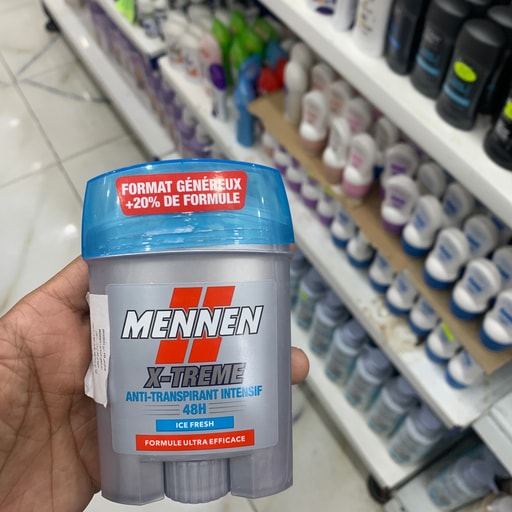 FORMAT GÉNÉREUX
+20% DE FORMULE
MENNEN
X-TREME
ANTI-TRANSPIRANT INTENSIF
48H
ICE FRESH
FORMULE ULTRA EFFICACE